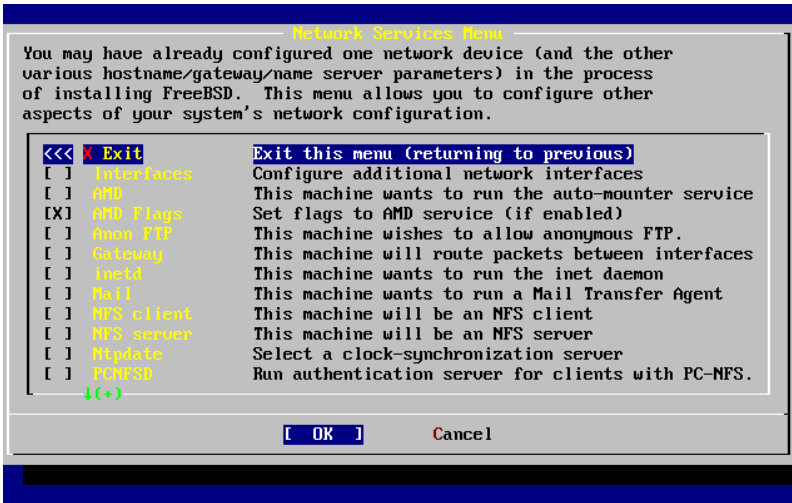 Network Services Menu
You may have already configured one network device (and the other
various hostname/gateway/name server parameters) in the process
of installing FreeBSD.  This menu allows you to configure other
aspects of your system's network configuration.
<<< X Exit Exit this menu (returning to previous)
[ ] Interfaces Configure additional network interfaces
[ ] AMD This machine wants to run the auto-mounter service
[X] AMD Flags Set flags to AMD service (if enabled)
[ ] Anon FTP This machine wishes to allow anonymous FTP.
[ ] Gateway This machine will route packets between interfaces
[ ] inetd This machine wants to run the inet daemon
[ ] Mail This machine wants to run a Mail Transfer Agent
[ ] NFS client This machine will be an NFS client
[ ] NFS server This machine will be an NFS server
[ ] Ntpdate Select a clock-synchronization server
[ ] PCNFSD Run authentication server for clients with PC-NFS.
↓(+)
[ OK ] Cancel